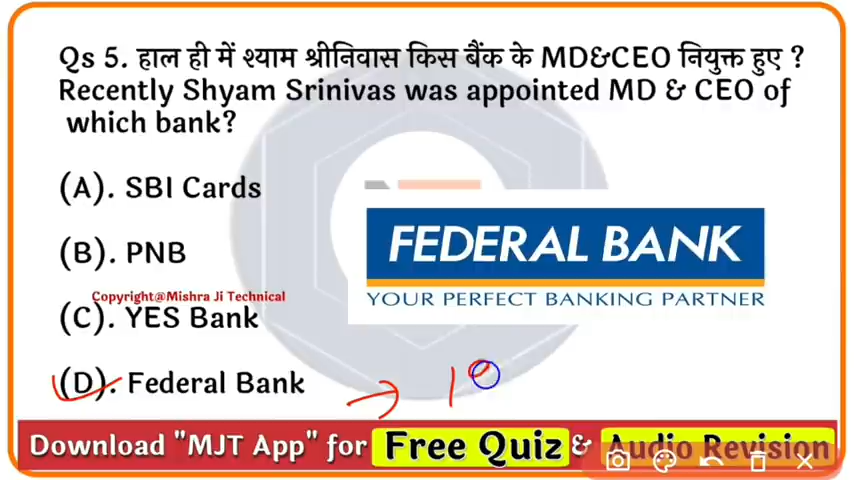 Qs 5. हाल ही में श्याम श्रीनिवास किस बैंक के MD&CEO नियुक्त हुए ?
Recently Shyam Srinivas was appointed MD & CEO of
which bank?
(A). SBI Cards
(B). PNB
Copyright@Mishra Ji Technical
(C). YES Bank
(D). Federal Bank
FEDERAL BANK
YOUR PERFECT BANKING PARTNER
Download "MJT App" for Free Quiz & Audio Revision